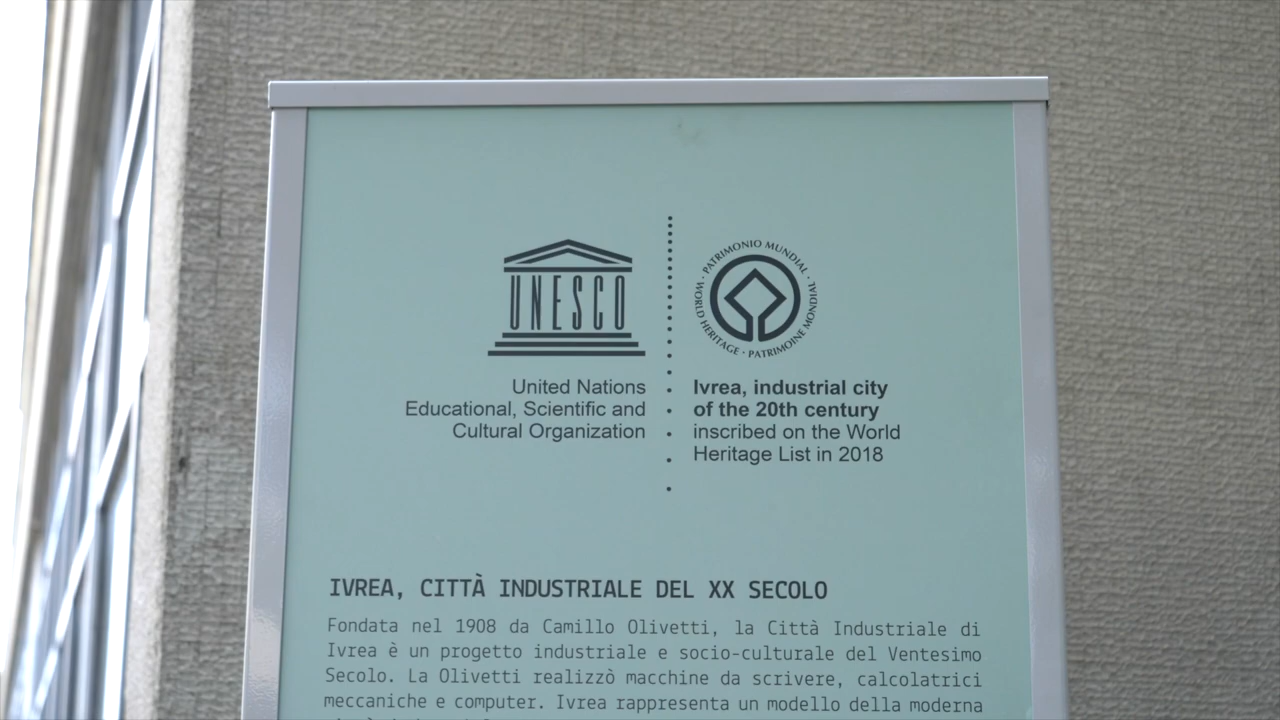 UNESCO
United Nations
Educational, Scientific and
Cultural Organization
PATRIMONIO MUNDIAL · WORLD HERITAGE · PATRIMOINE MONDIAL ·
Ivrea, industrial city
of the 20th century
inscribed on the World
Heritage List in 2018
IVREA, CITTÀ INDUSTRIALE DEL XX SECOLO
Fondata nel 1908 da Camillo Olivetti, la Città Industriale di
Ivrea è un progetto industriale e socio-culturale del Ventesimo
Secolo. La Olivetti realizzò macchine da scrivere, calcolatrici
meccaniche e computer. Ivrea rappresenta un modello della moderna